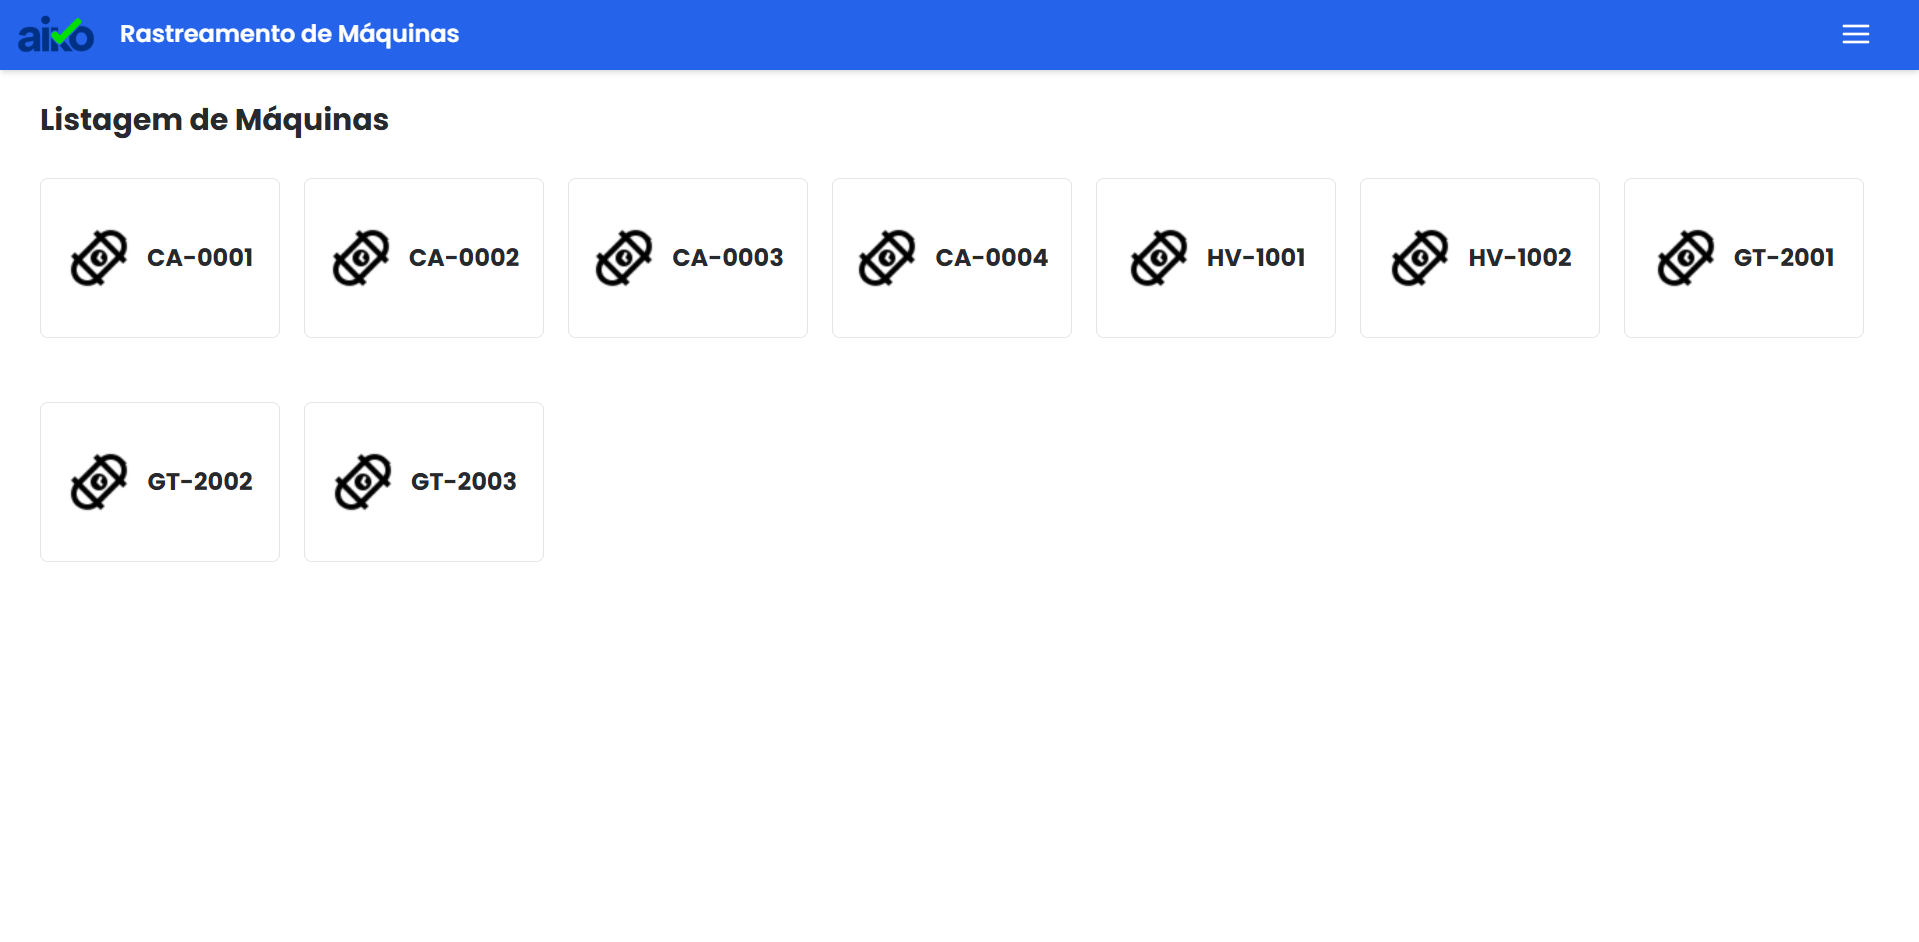 aiko Rastreamento de Máquinas
Listagem de Máquinas
CA-0001 CA-0002 CA-0003 CA-0004 HV-1001 HV-1002 GT-2001
GT-2002 GT-2003